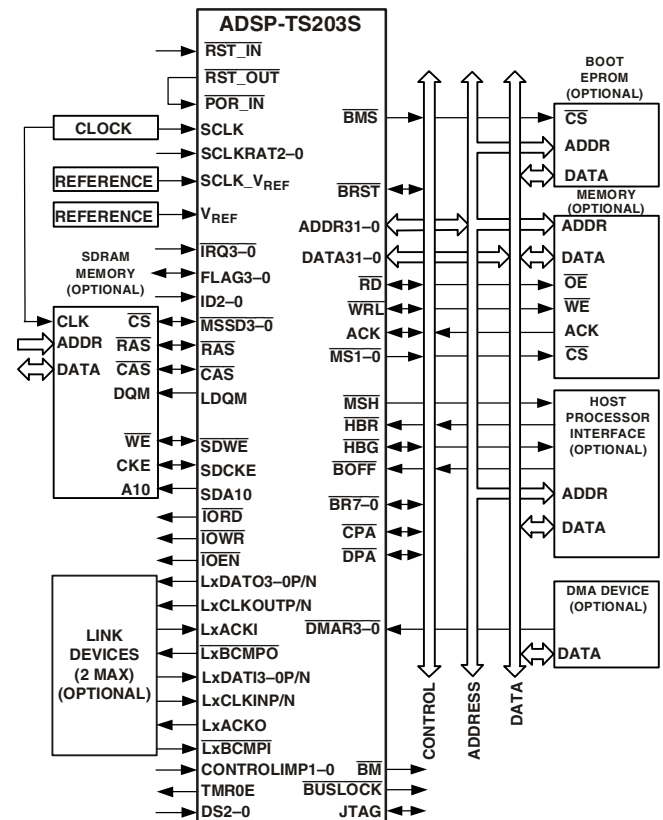 ADSP-TS203S
RST_IN
RST_OUT
POR_IN
CLOCK
SCLK
SCLKRAT2–0
REFERENCE
SCLK_VREF
REFERENCE
VREF
SDRAM
MEMORY
(OPTIONAL)
IRQ3–0
FLAG3–0
ID2–0
CLK
CS
MSSD3–0
ADDR
RAS
RAS
DATA
CAS
CAS
DQM
LDQM
WE
SDWE
CKE
SDCKE
A10
SDA10
IORD
IOWR
IOEN
LINK
DEVICES
(2 MAX)
(OPTIONAL)
LxDATO3–0P/N
LxCLKOUTP/N
LxACKI
LxBCMPO
LxDATI3–0P/N
LxCLKINP/N
LxACKO
LxBCMPI
CONTROLIMP1–0
TMR0E
DS2–0
BMS
BRST
ADDR31–0
DATA31–0
RD
WRL
ACK
MS1–0
MSH
HBR
HBG
BOFF
BR7–0
CPA
DPA
DMAR3–0
BM
BUSLOCK
JTAG
CONTROL
ADDRESS
DATA
BOOT
EPROM
(OPTIONAL)
CS
ADDR
DATA
MEMORY
(OPTIONAL)
ADDR
DATA
OE
WE
ACK
CS
HOST
PROCESSOR
INTERFACE
(OPTIONAL)
ADDR
DATA
DMA DEVICE
(OPTIONAL)
DATA